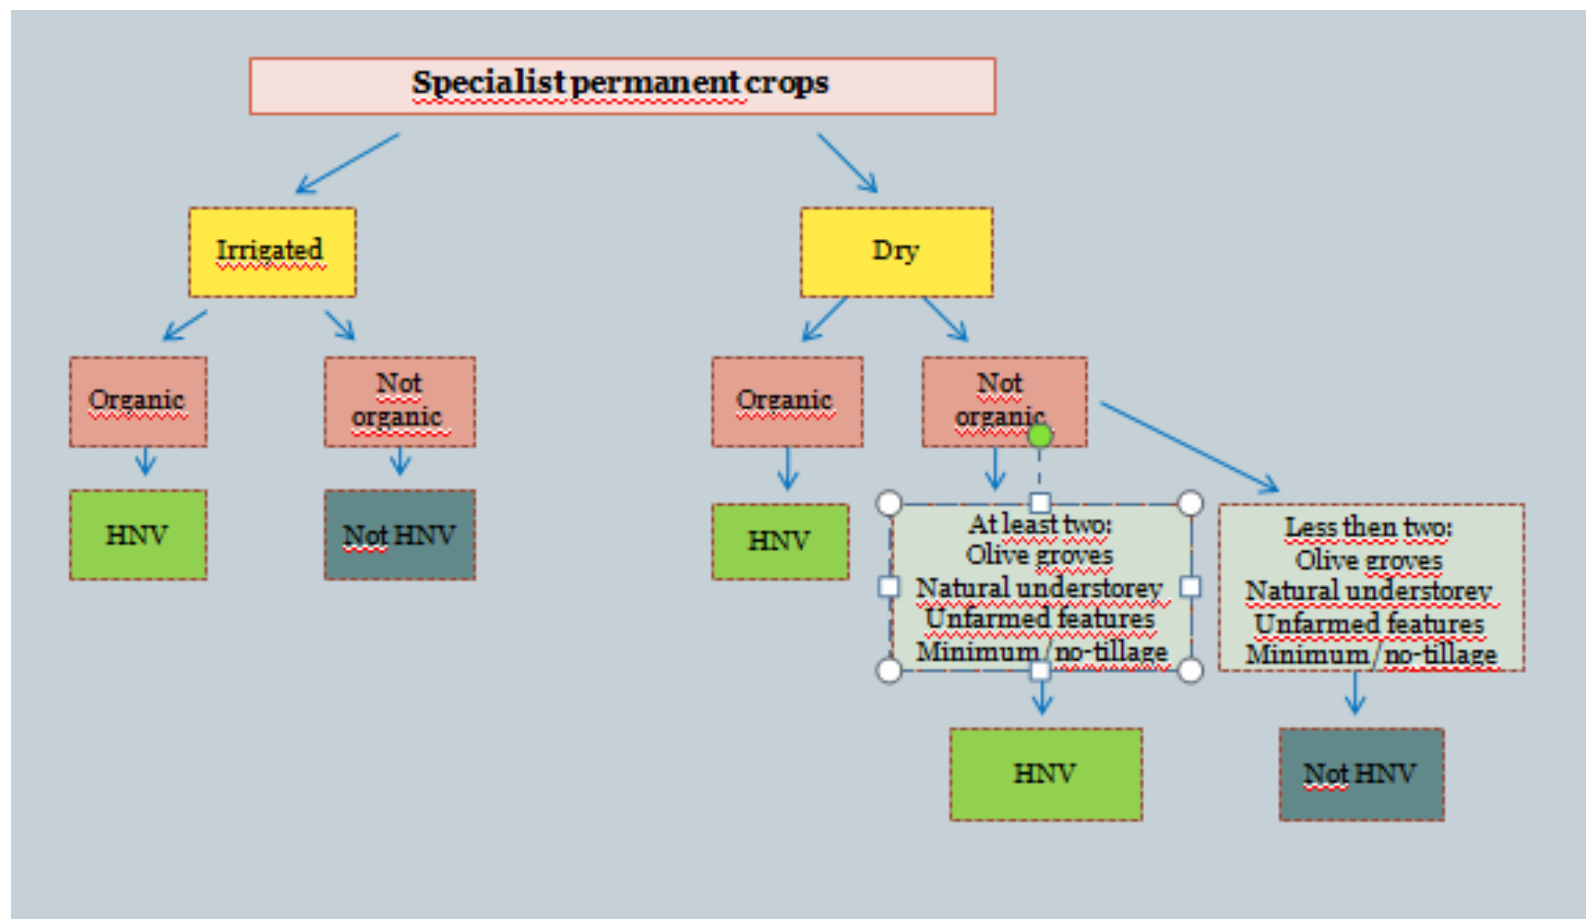 Specialist permanent crops
Irrigated
Dry
Organic
Not
organic
Organic
Not
organic
HNV
Not HNV
HNV
At least two:
Olive groves
Natural understorey
Unfarmed features
Minimum/no-tillage
Less then two:
Olive groves
Natural understorey
Unfarmed features
Minimum/no-tillage
HNV
Not HNV